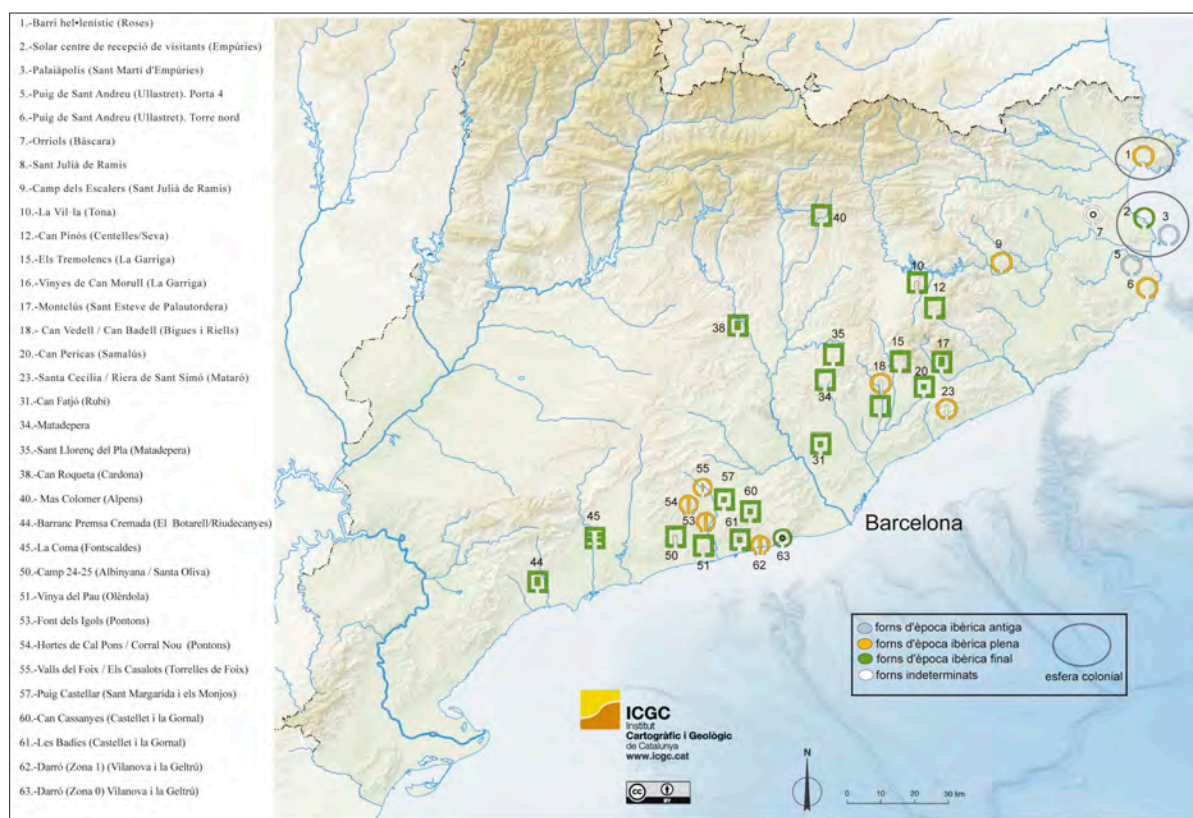 1.-Barri hel•lenístic (Roses)
2.-Solar centre de recepció de visitants (Empúries)
3.-Palaiàpolis (Sant Martí d'Empúries)
5.-Puig de Sant Andreu (Ullastret). Porta 4
6.-Puig de Sant Andreu (Ullastret). Torre nord
7.-Orriols (Bàscara)
8.-Sant Julià de Ramis
9.-Camp dels Escalers (Sant Julià de Ramis)
10.-La Vil·la (Tona)
12.-Can Pinós (Centelles/Seva)
15.-Els Tremolencs (La Garriga)
16.-Vinyes de Can Morull (La Garriga)
17.-Montclús (Sant Esteve de Palautordera)
18.- Can Vedell / Can Badell (Bigues i Riells)
20.-Can Pericas (Samalús)
23.-Santa Cecilia / Riera de Sant Simó (Mataró)
31.-Can Fatjó (Rubí)
34.-Matadepera
35.-Sant Llorenç del Pla (Matadepera)
38.-Can Roqueta (Cardona)
40.- Mas Colomer (Alpens)
44.-Barranc Premsa Cremada (El Botarell/Riudecanyes)
45.-La Coma (Fontscaldes)
50.-Camp 24-25 (Albinyana / Santa Oliva)
51.-Vinya del Pau (Olèrdola)
53.-Font dels Igols (Pontons)
54.-Hortes de Cal Pons / Corral Nou (Pontons)
55.-Valls del Foix / Els Casalots (Torrelles de Foix)
57.-Puig Castellar (Sant Margarida i els Monjos)
60.-Can Cassanyes (Castellet i la Gornal)
61.-Les Badies (Castellet i la Gornal)
62.-Darró (Zona 1) (Vilanova i la Geltrú)
63.-Darró (Zona 0) Vilanova i la Geltrú)
1
2
3
40
7
9
5
10
6
12
38
35
15
17
18
34
20
23
31
55
57
54
60
53
45
61
Barcelona
50
51
62
63
44
forns d'època ibèrica antiga
forns d'època ibèrica plena
forns d'època ibèrica final
forns indeterminats
esfera colonial
ICGC
Institut
Cartogràfic i Geològic
de Catalunya
www.icgc.cat
cc
BY
N
0 10 20 30 km